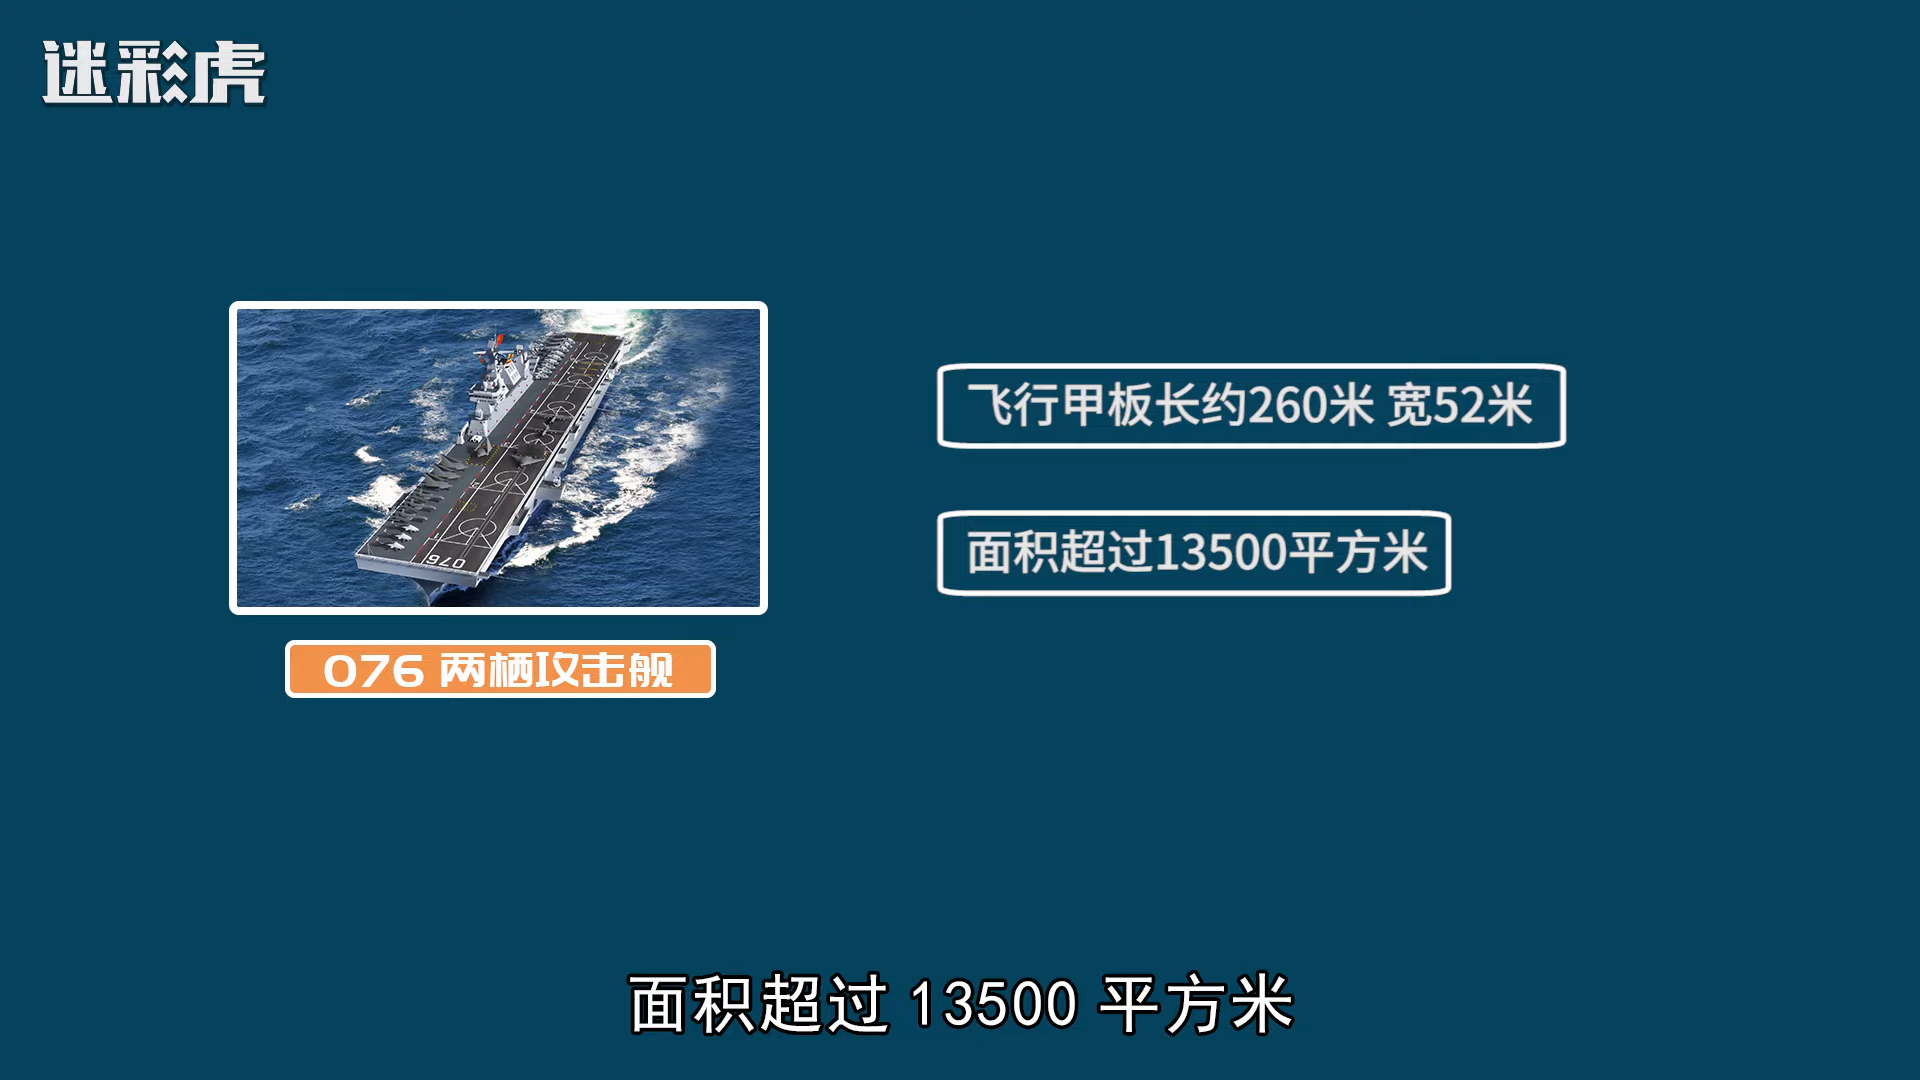 迷彩虎
飞行甲板长约260米 宽52米
面积超过13500平方米
076
076 两栖攻击舰
面积超过 13500 平方米